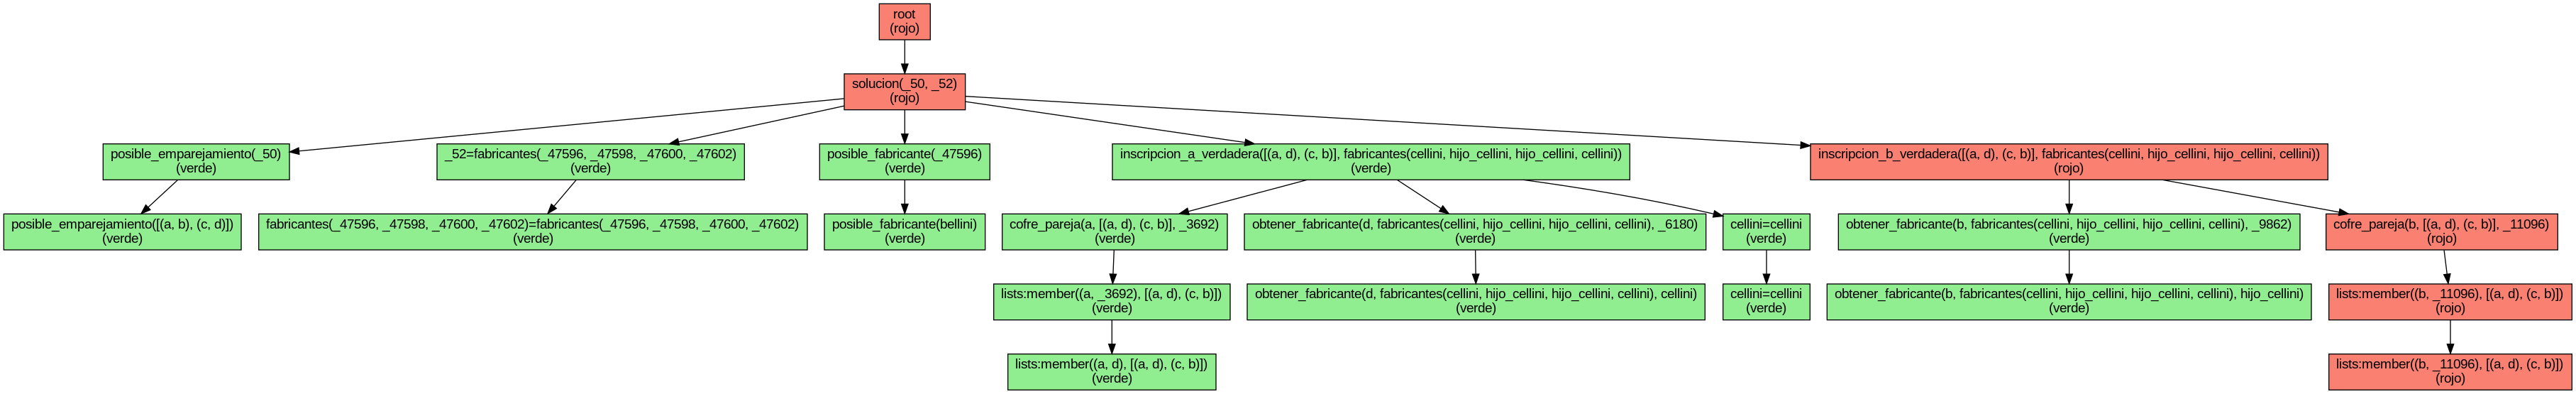 root
(rojo)
solucion(_50, _52)
(rojo)
posible_emparejamiento(_50)
(verde)
_52=fabricantes(_47596, _47598, _47600, _47602)
(verde)
posible_fabricante(_47596)
(verde)
inscripcion_a_verdadera([(a, d), (c, b)], fabricantes(cellini, hijo_cellini, hijo_cellini, cellini))
(verde)
inscripcion_b_verdadera([(a, d), (c, b)], fabricantes(cellini, hijo_cellini, hijo_cellini, cellini))
(rojo)
posible_emparejamiento([(a, b), (c, d)])
(verde)
fabricantes(_47596, _47598, _47600, _47602)=fabricantes(_47596, _47598, _47600, _47602)
(verde)
posible_fabricante(bellini)
(verde)
cofre_pareja(a, [(a, d), (c, b)], _3692)
(verde)
obtener_fabricante(d, fabricantes(cellini, hijo_cellini, hijo_cellini, cellini), _6180)
(verde)
cellini=cellini
(verde)
obtener_fabricante(b, fabricantes(cellini, hijo_cellini, hijo_cellini, cellini), _9862)
(verde)
cofre_pareja(b, [(a, d), (c, b)], _11096)
(rojo)
lists:member((a, _3692), [(a, d), (c, b)])
(verde)
obtener_fabricante(d, fabricantes(cellini, hijo_cellini, hijo_cellini, cellini), cellini)
(verde)
cellini=cellini
(verde)
obtener_fabricante(b, fabricantes(cellini, hijo_cellini, hijo_cellini, cellini), hijo_cellini)
(verde)
lists:member((b, _11096), [(a, d), (c, b)])
(rojo)
lists:member((a, d), [(a, d), (c, b)])
(verde)
lists:member((b, _11096), [(a, d), (c, b)])
(rojo)